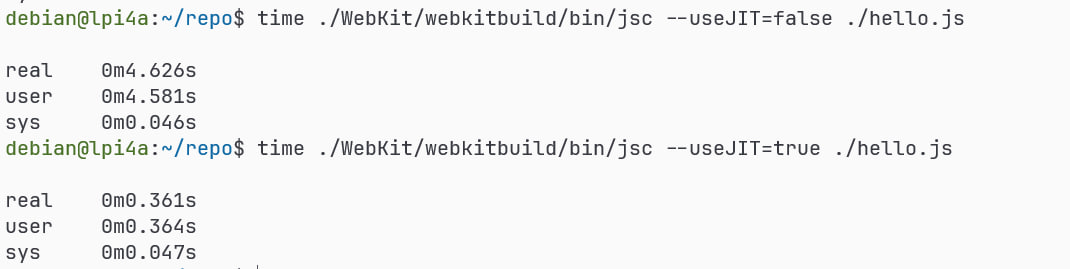 debian@lpi4a:~/repo$ time ./WebKit/webkitbuild/bin/jsc --useJIT=false ./hello.js
real 0m4.626s
user 0m4.581s
sys 0m0.046s
debian@lpi4a:~/repo$ time ./WebKit/webkitbuild/bin/jsc --useJIT=true ./hello.js
real 0m0.361s
user 0m0.364s
sys 0m0.047s